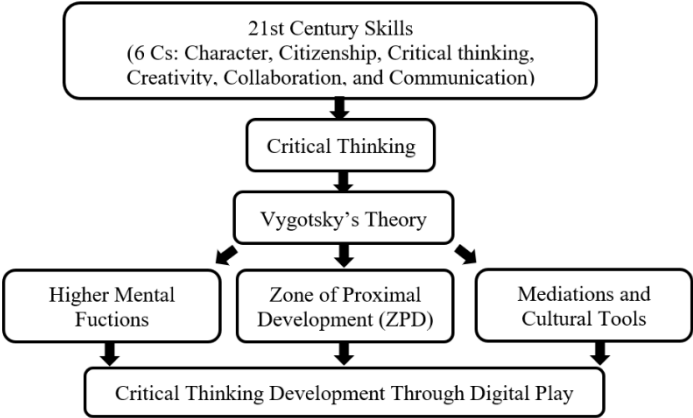 21st Century Skills
(6 Cs: Character, Citizenship, Critical thinking,
Creativity, Collaboration, and Communication)
Critical Thinking
Vygotsky's Theory
Higher Mental
Fuctions
Zone of Proximal
Development (ZPD)
Mediations and
Cultural Tools
Critical Thinking Development Through Digital Play